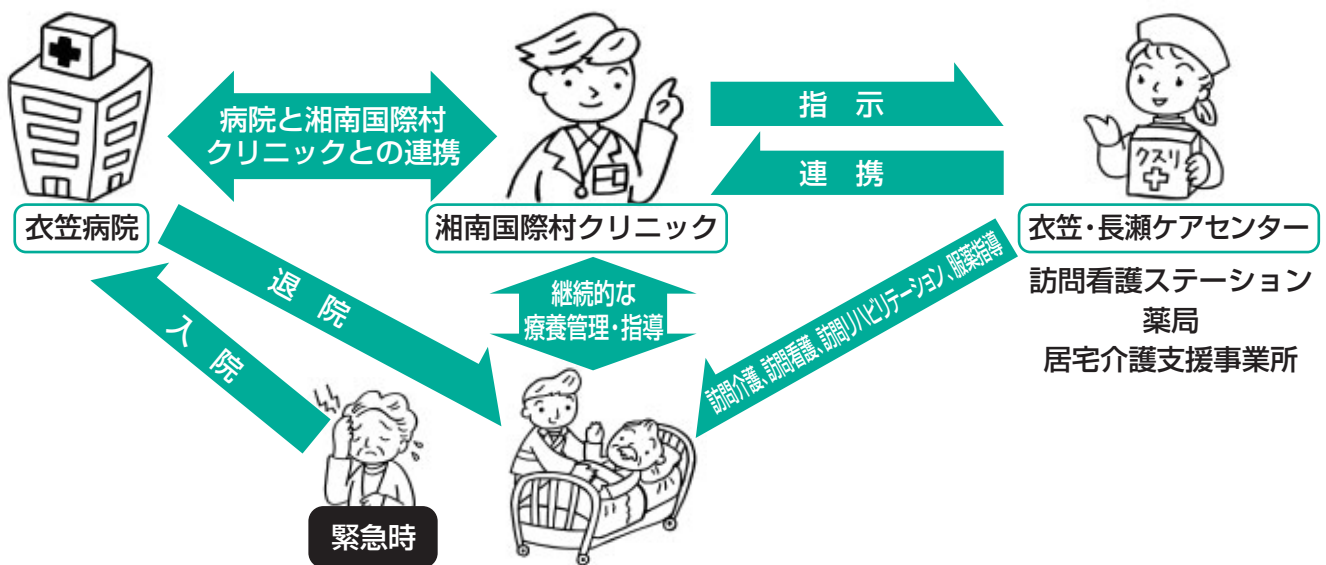 病院と湘南国際村
クリニックとの連携
指示
連携
クスリ
衣笠病院
湘南国際村クリニック
衣笠・長瀬ケアセンター
訪問看護ステーション
薬局
居宅介護支援事業所
退院
入院
継続的な
療養管理・指導
訪問介護、訪問看護、訪問リハビリテーション、服薬指導
緊急時